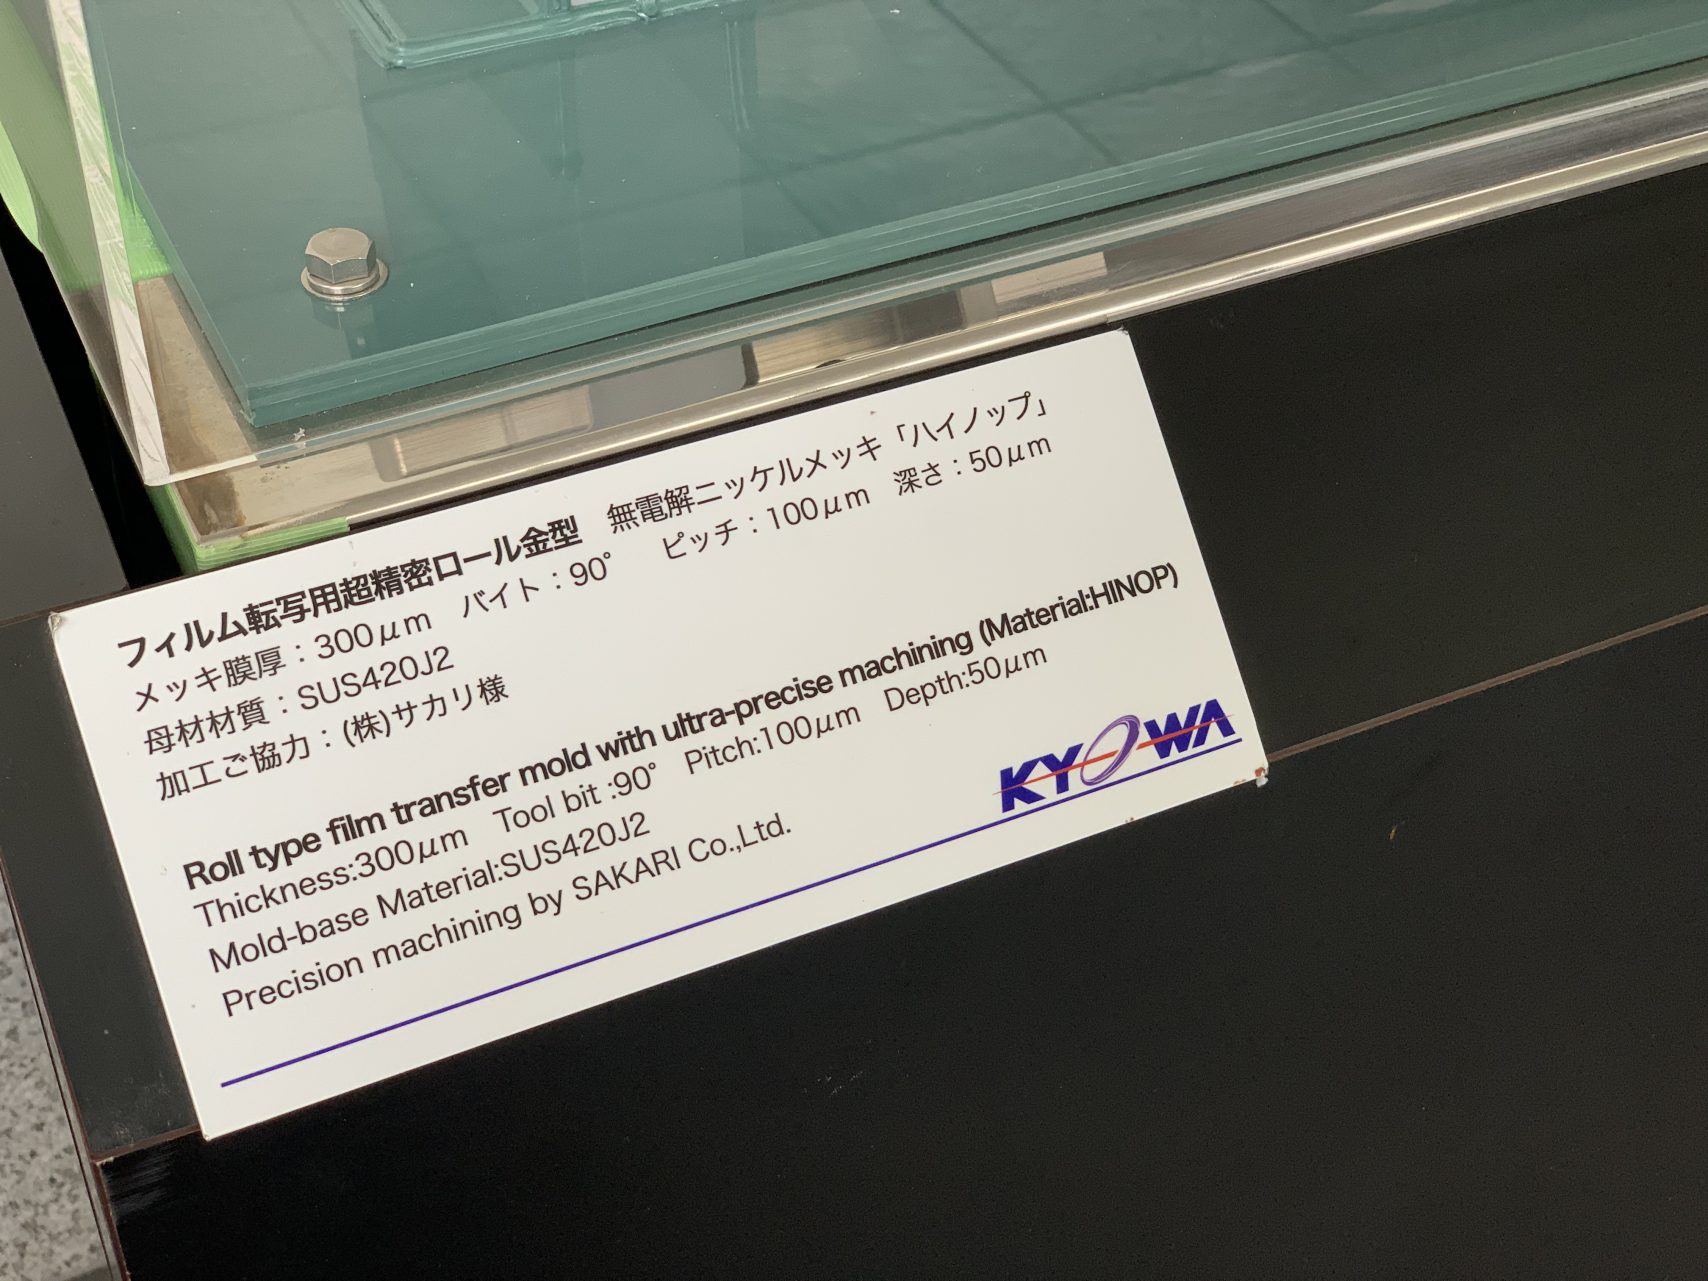 フィルム転写用超精密ロール金型 無電解ニッケルメッキ「ハイノップ」
メッキ膜厚：300μm バイト：90° ピッチ：100μm 深さ：50μm
母材材質：SUS420J2
加工ご協力：(株)サカリ様
Roll type film transfer mold with ultra-precise machining (Material:HINOP)
Thickness:300μm Tool bit :90° Pitch:100μm Depth:50μm
Mold-base Material:SUS420J2
Precision machining by SAKARI Co.,Ltd.
KYOWA